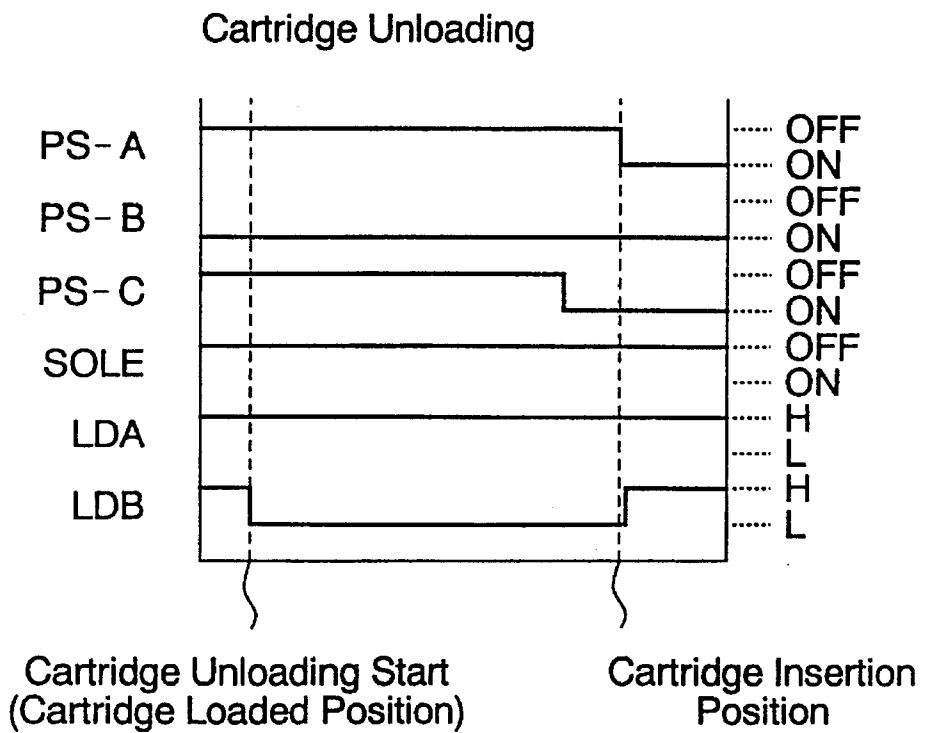 Cartridge Unloading
PS-A
OFF
ON
PS-B
OFF
ON
PS-C
OFF
ON
SOLE
OFF
ON
LDA
H
L
LDB
H
L
Cartridge Unloading Start
(Cartridge Loaded Position)
Cartridge Insertion
Position